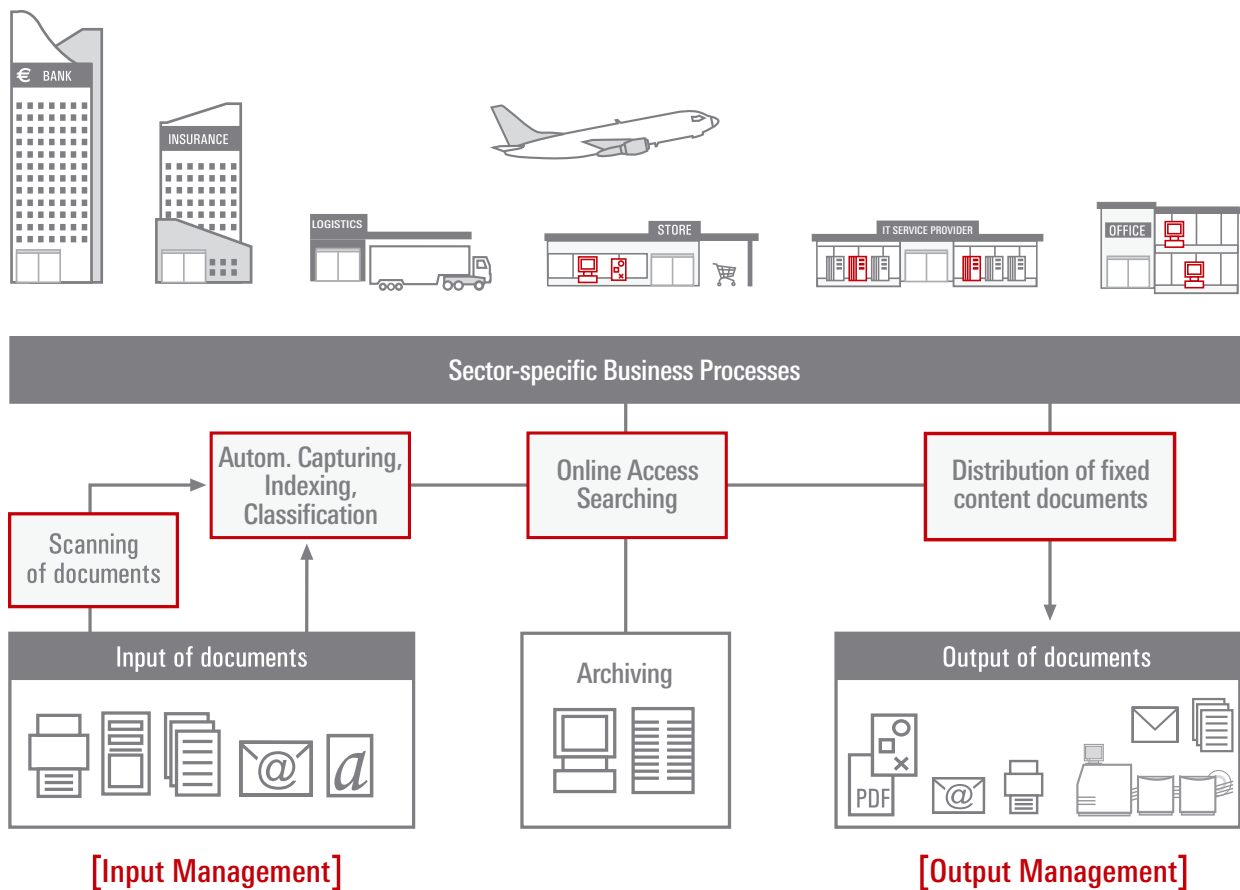 € BANK
INSURANCE
LOGISTICS
STORE
IT SERVICE PROVIDER
OFFICE
Sector-specific Business Processes
Autom. Capturing,
Indexing,
Classification
Online Access
Searching
Distribution of fixed
content documents
Scanning
of documents
Input of documents
@
a
Archiving
Output of documents
PDF
@
[Input Management]
[Output Management]